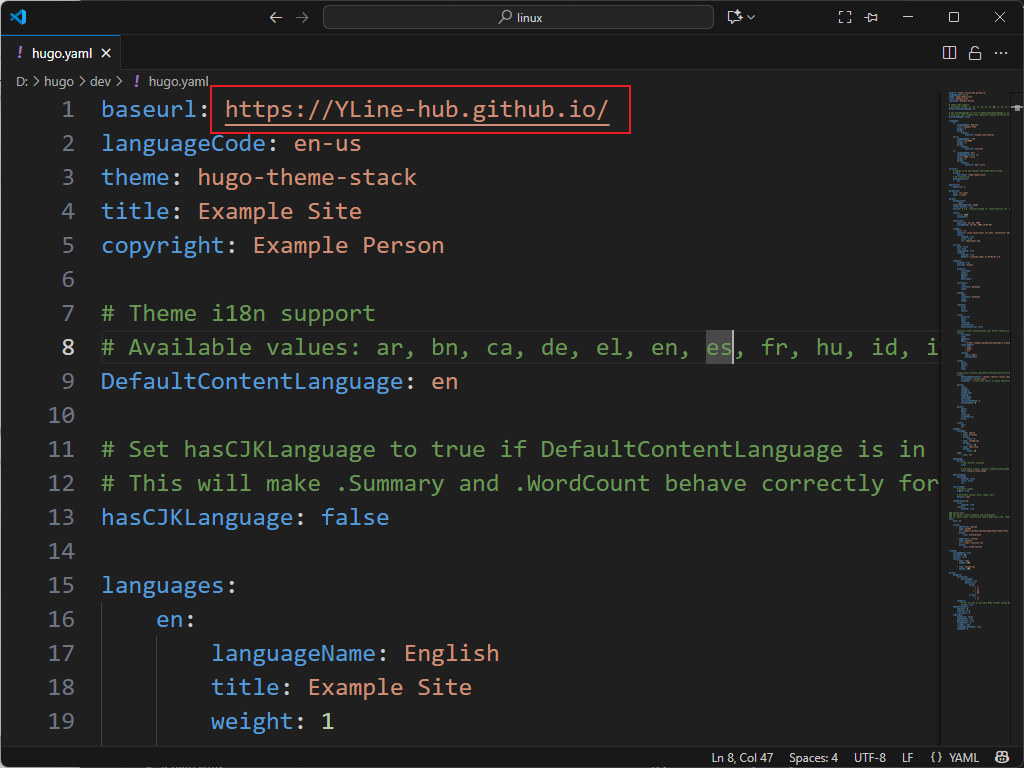 linux
! hugo.yaml
D: > hugo > dev > ! hugo.yaml
1 baseurl: https://YLine-hub.github.io/
2 languageCode: en-us
3 theme: hugo-theme-stack
4 title: Example Site
5 copyright: Example Person
6
7 # Theme i18n support
8 # Available values: ar, bn, ca, de, el, en, es, fr, hu, id, i
9 DefaultContentLanguage: en
10
11 # Set hasCJKLanguage to true if DefaultContentLanguage is in
12 # This will make .Summary and .WordCount behave correctly for
13 hasCJKLanguage: false
14
15 languages:
16 en:
17 languageName: English
18 title: Example Site
19 weight: 1
Ln 8, Col 47 Spaces: 4 UTF-8 LF {} YAML